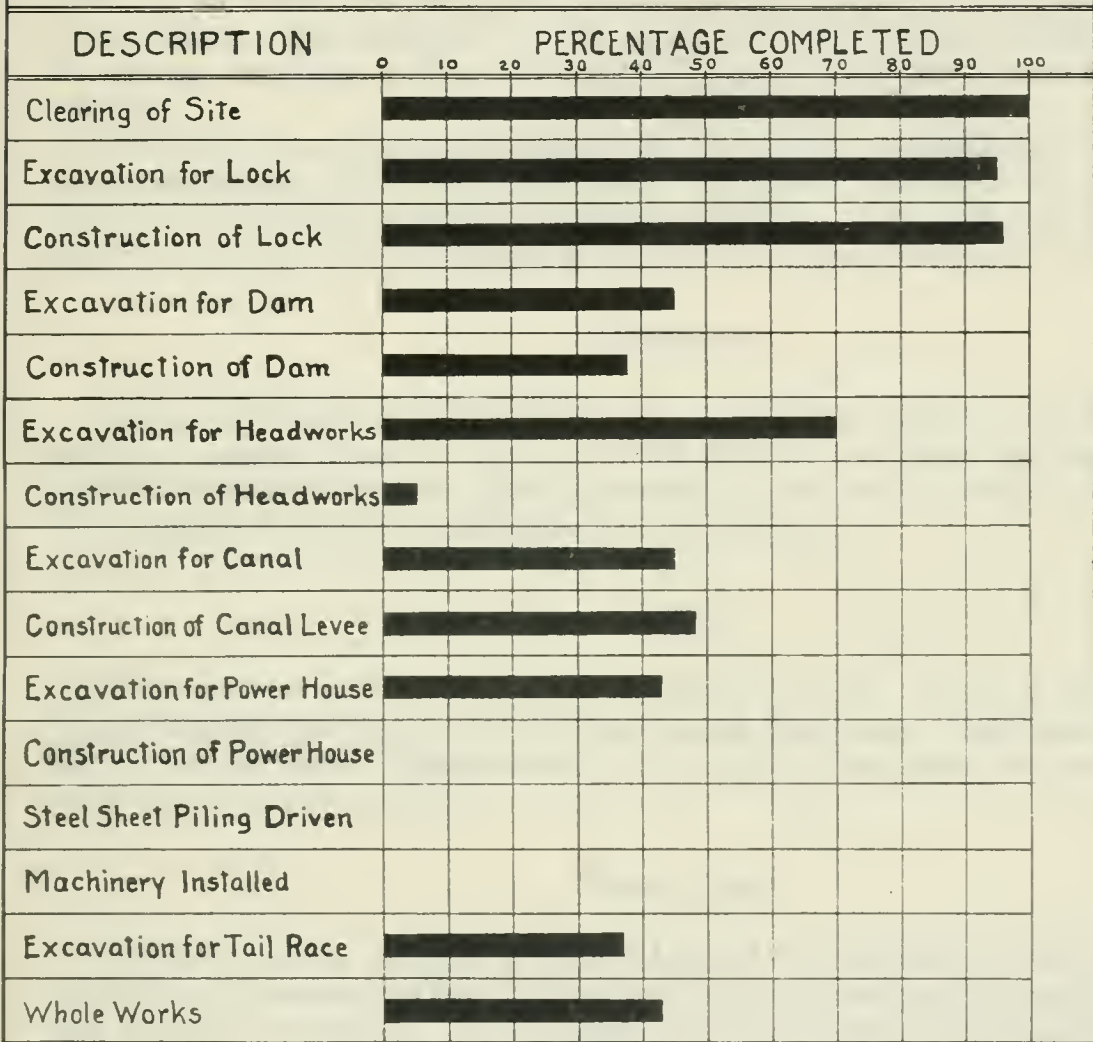 DESCRIPTION
PERCENTAGE COMPLETED
0 10 20 30 40 50 60 70 80 90 100
Clearing of Site
Excavation for Lock
Construction of Lock
Excavation for Dam
Construction of Dam
Excavation for Headworks
Construction of Headworks
Excavation for Canal
Construction of Canal Levee
Excavation for Power House
Construction of Power House
Steel Sheet Piling Driven
Machinery Installed
Excavation for Tail Race
Whole Works